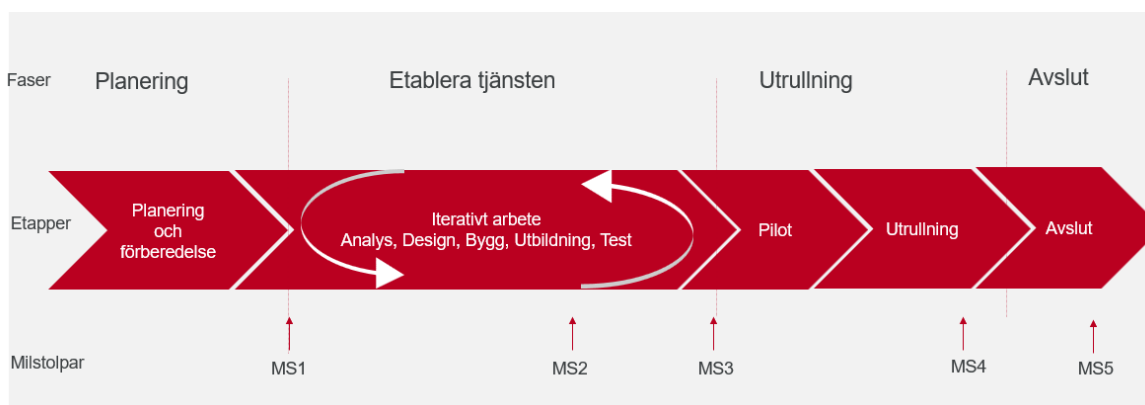 Faser
Planering
Etablera tjänsten
Utrullning
Avslut
Etapper
Planering
och
förberedelse
Iterativt arbete
Analys, Design, Bygg, Utbildning, Test
Pilot
Utrullning
Avslut
Milstolpar
MS1
MS2
MS3
MS4
MS5